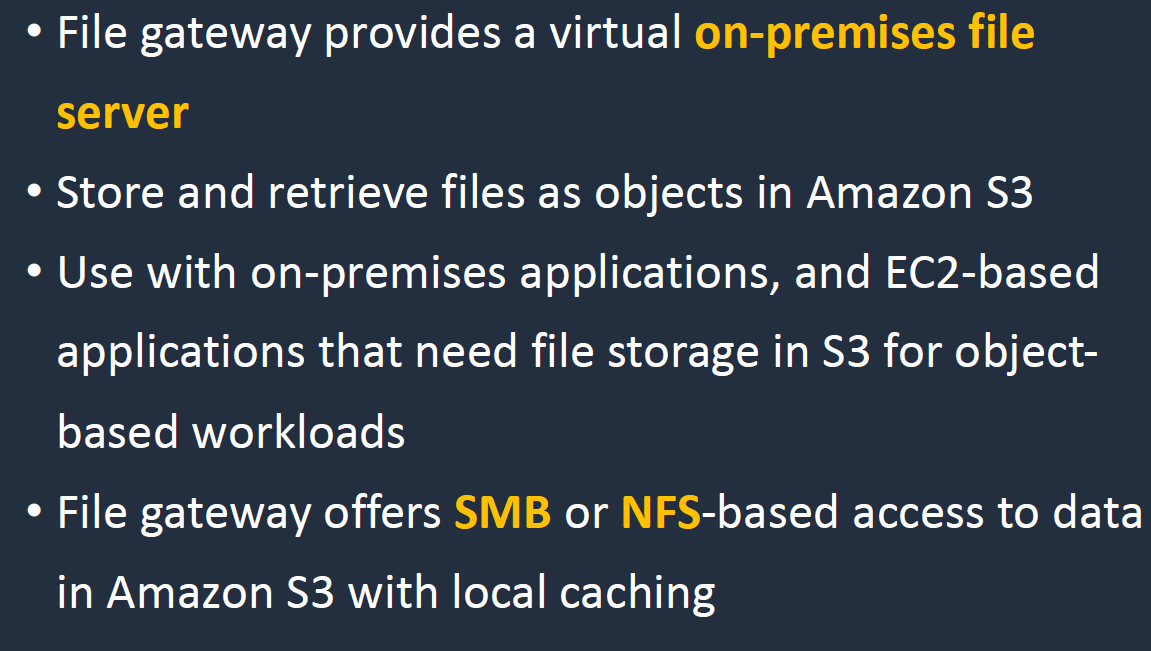 • File gateway provides a virtual on-premises file
server
• Store and retrieve files as objects in Amazon S3
• Use with on-premises applications, and EC2-based
applications that need file storage in S3 for object-
based workloads
• File gateway offers SMB or NFS-based access to data
in Amazon S3 with local caching